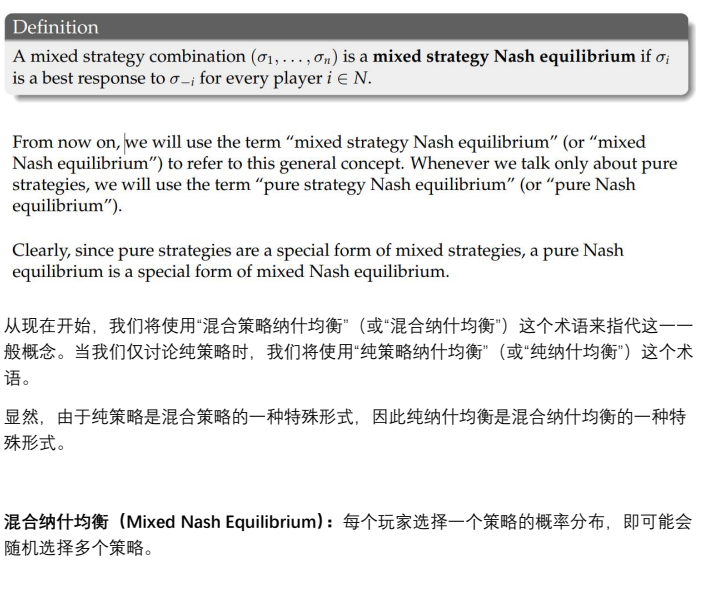 Definition
A mixed strategy combination (σ₁, . . . , σₙ) is a mixed strategy Nash equilibrium if σᵢ
is a best response to σ₋ᵢ for every player i ∈ N.
From now on, we will use the term “mixed strategy Nash equilibrium” (or “mixed
Nash equilibrium”) to refer to this general concept. Whenever we talk only about pure
strategies, we will use the term “pure strategy Nash equilibrium” (or “pure Nash
equilibrium”).
Clearly, since pure strategies are a special form of mixed strategies, a pure Nash
equilibrium is a special form of mixed Nash equilibrium.
从现在开始，我们将使用“混合策略纳什均衡”（或“混合纳什均衡”）这个术语来指代这一一
般概念。当我们仅讨论纯策略时，我们将使用“纯策略纳什均衡”（或“纯纳什均衡”）这个术
语。
显然，由于纯策略是混合策略的一种特殊形式，因此纯纳什均衡是混合纳什均衡的一种特
殊形式。
混合纳什均衡（Mixed Nash Equilibrium）：每个玩家选择一个策略的概率分布，即可能会
随机选择多个策略。